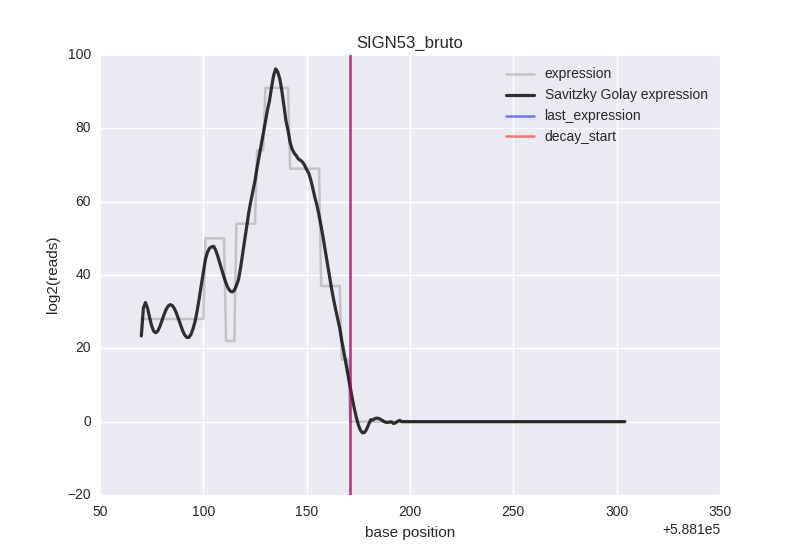 SIGN53_bruto
100
80
60
40
20
0
−20
log2(reads)
expression
Savitzky Golay expression
last_expression
decay_start
50
100
150
200
250
300
350
base position
+5.881e5